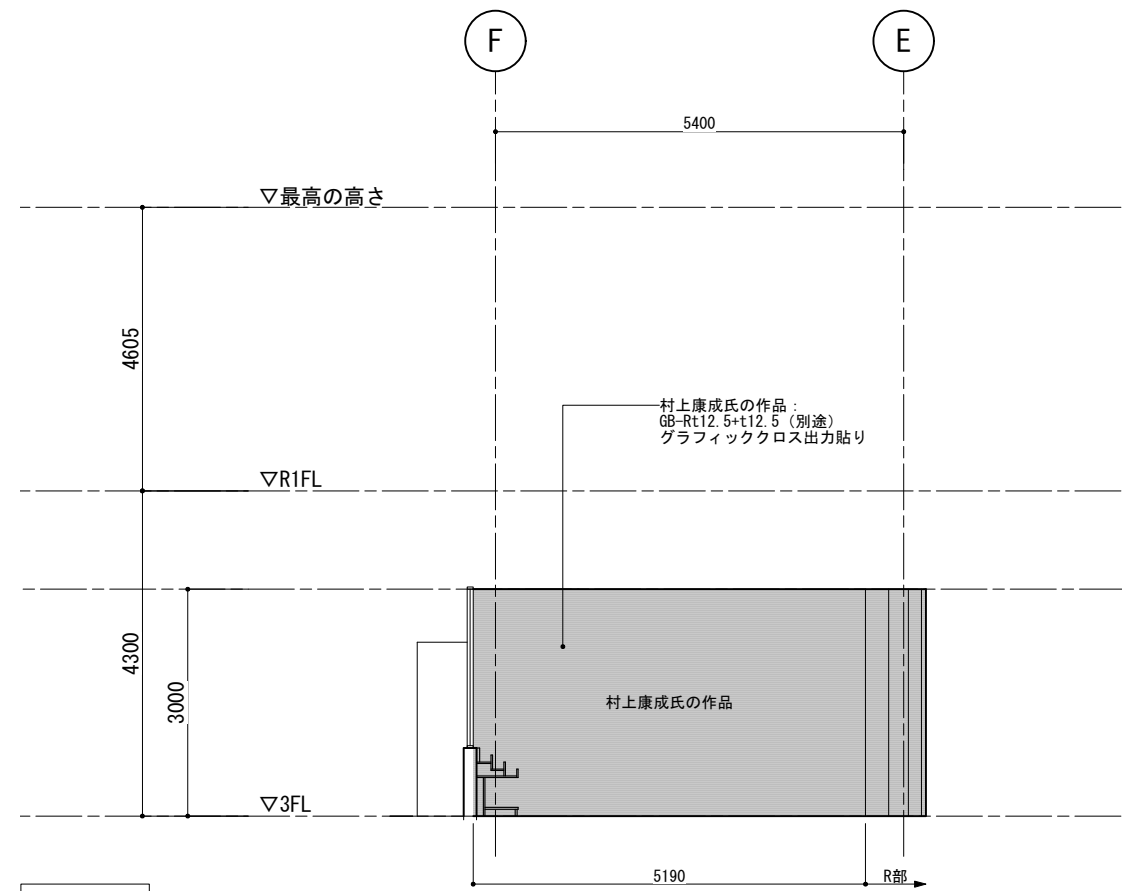 F
E
5400
▽最高の高さ
4605
村上康成氏の作品：
GB-Rt12.5+t12.5（別途）
グラフィッククロス出力貼り
▽R1FL
4300
3000
村上康成氏の作品
▽3FL
5190
R部